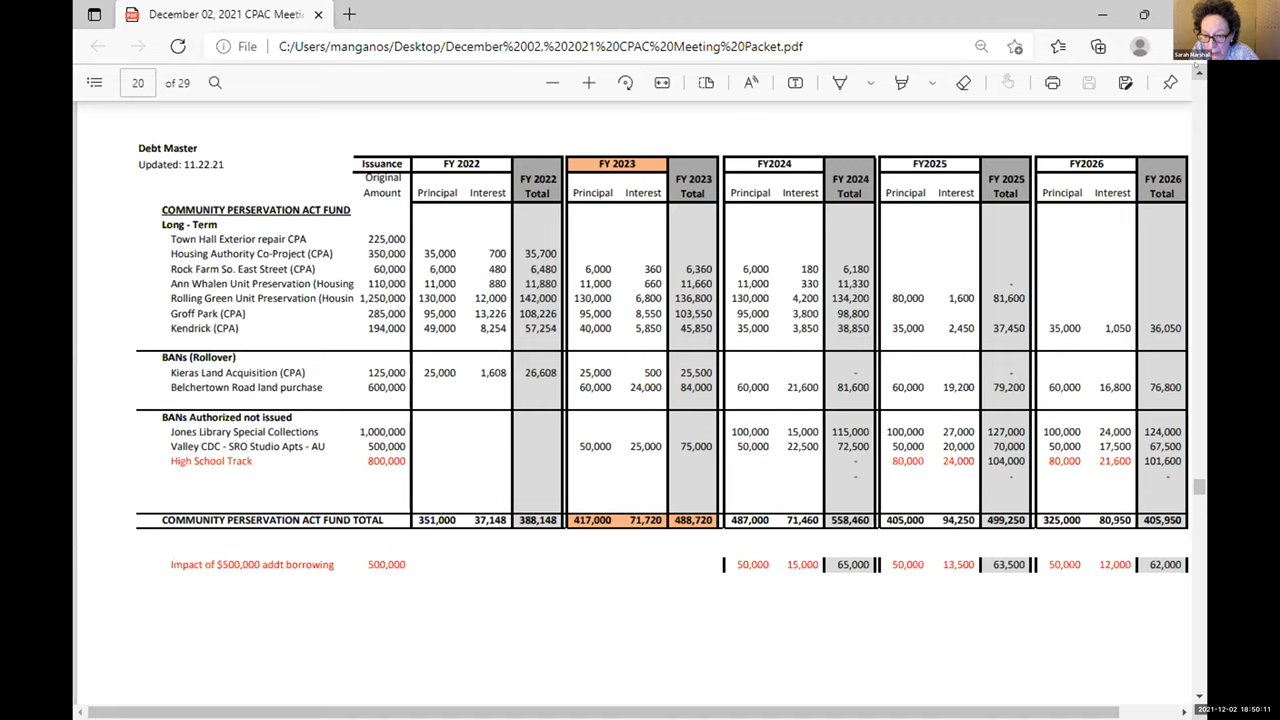 December 02, 2021 CPAC Meeti
File C:/Users/manganos/Desktop/December%2002,%202021%20CPAC%20Meeting%20Packet.pdf
Sarah Marshall
20 of 29
Debt Master
Updated: 11.22.21
Issuance FY 2022 FY 2023 FY2024 FY2025 FY2026
Original FY 2022 FY 2023 FY 2024 FY 2025 FY 2026
Amount Principal Interest Total Principal Interest Total Principal Interest Total Principal Interest Total Principal Interest Total
COMMUNITY PERSERVATION ACT FUND
Long - Term
Town Hall Exterior repair CPA 225,000
Housing Authority Co-Project (CPA) 350,000 35,000 700 35,700
Rock Farm So. East Street (CPA) 60,000 6,000 480 6,480 6,000 360 6,360 6,000 180 6,180
Ann Whalen Unit Preservation (Housing 110,000 11,000 880 11,880 11,000 660 11,660 11,000 330 11,330 -
Rolling Green Unit Preservation (Housin 1,250,000 130,000 12,000 142,000 130,000 6,800 136,800 130,000 4,200 134,200 80,000 1,600 81,600
Groff Park (CPA) 285,000 95,000 13,226 108,226 95,000 8,550 103,550 95,000 3,800 98,800
Kendrick (CPA) 194,000 49,000 8,254 57,254 40,000 5,850 45,850 35,000 3,850 38,850 35,000 2,450 37,450 35,000 1,050 36,050
BANs (Rollover)
Kieras Land Acquisition (CPA) 125,000 25,000 1,608 26,608 25,000 500 25,500 - -
Belchertown Road land purchase 600,000 60,000 24,000 84,000 60,000 21,600 81,600 60,000 19,200 79,200 60,000 16,800 76,800
BANs Authorized not issued
Jones Library Special Collections 1,000,000 100,000 15,000 115,000 100,000 27,000 127,000 100,000 24,000 124,000
Valley CDC - SRO Studio Apts - AU 500,000 50,000 25,000 75,000 50,000 22,500 72,500 50,000 20,000 70,000 50,000 17,500 67,500
High School Track 800,000 - 80,000 24,000 104,000 80,000 21,600 101,600
- - -
COMMUNITY PERSERVATION ACT FUND TOTAL 351,000 37,148 388,148 417,000 71,720 488,720 487,000 71,460 558,460 405,000 94,250 499,250 325,000 80,950 405,950
Impact of $500,000 addt borrowing 500,000 50,000 15,000 65,000 50,000 13,500 63,500 50,000 12,000 62,000
2021-12-02 18:50:11